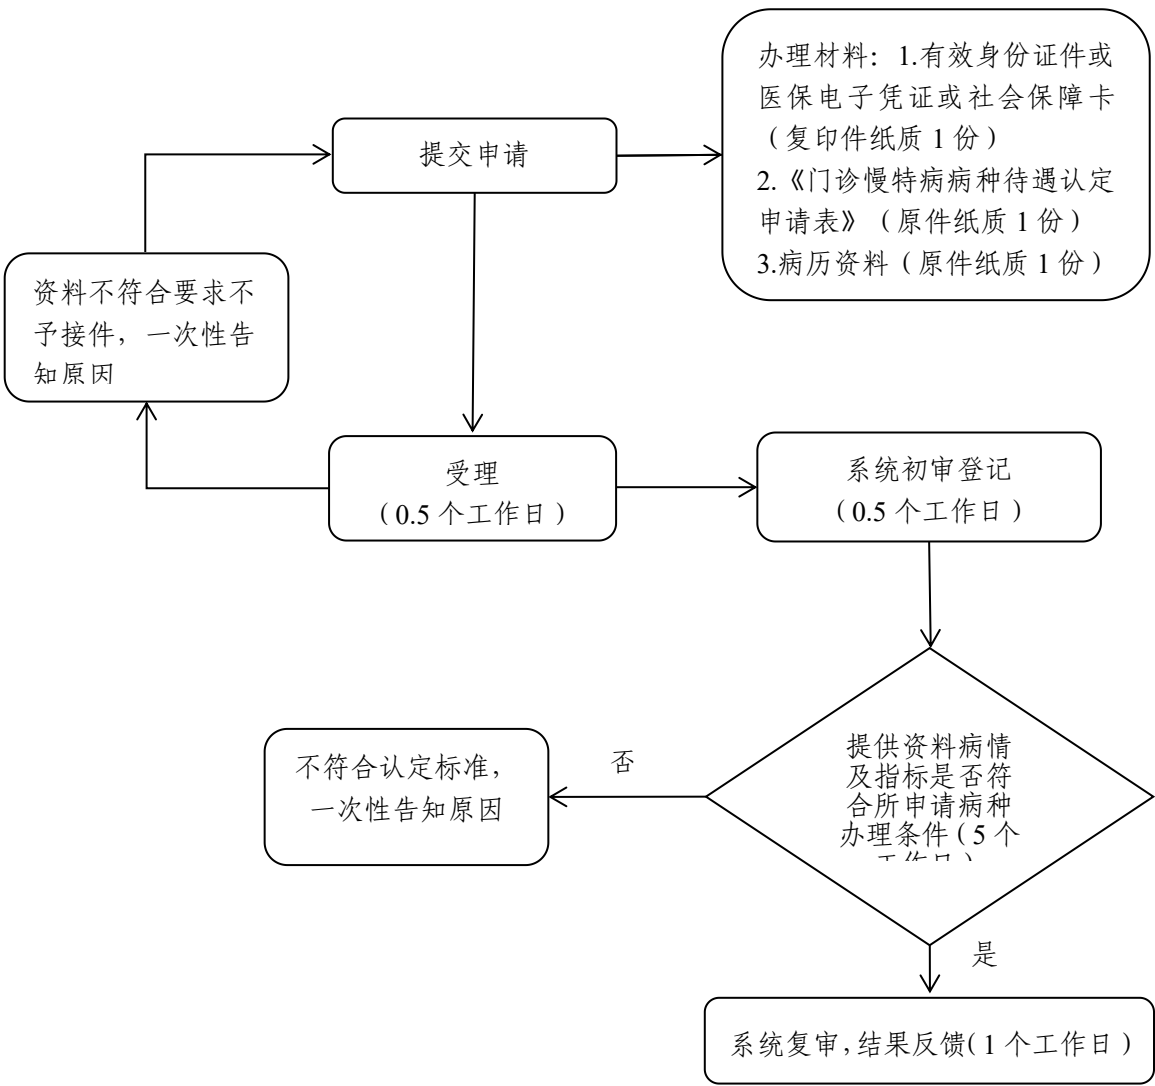 办理材料：1.有效身份证件或
医保电子凭证或社会保障卡
（复印件纸质 1 份）
2.《门诊慢特病病种待遇认定
申请表》（原件纸质 1 份）
3.病历资料（原件纸质 1 份）
提交申请
资料不符合要求不
予接件，一次性告
知原因
受理
（0.5 个工作日）
系统初审登记
（0.5 个工作日）
提供资料病情
及指标是否符
合所申请病种
办理条件（5 个
工作日）
否
不符合认定标准，
一次性告知原因
是
系统复审，结果反馈（1 个工作日）